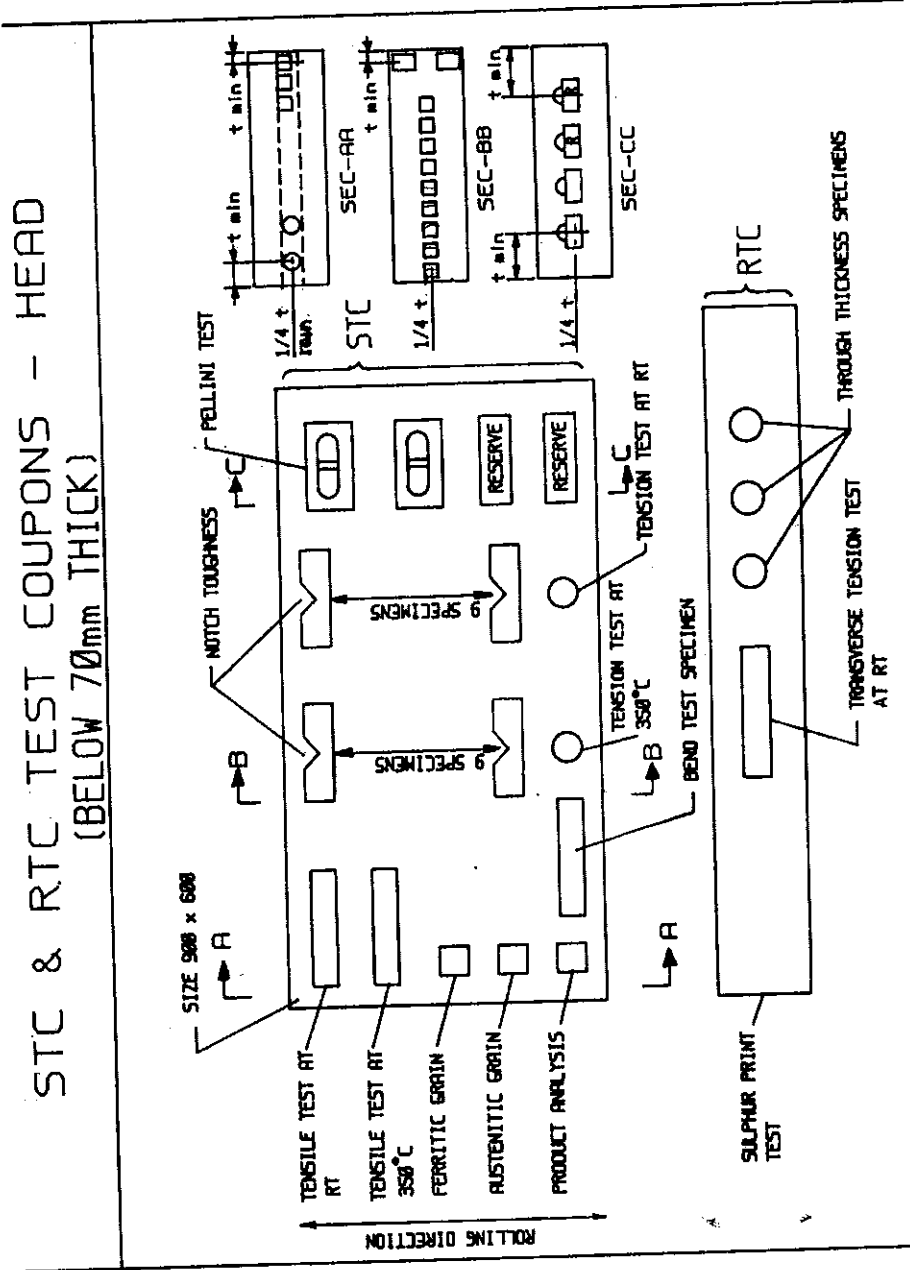 STC & RTC TEST COUPONS - HEAD
(BELOW 70mm THICK)
SIZE 900 x 600
NOTCH TOUGHNESS
PELLINI TEST
A
B
C
t min
t min
1/4 t
SEC-AA
t min
1/4 t
SEC-BB
t min
t min
1/4 t
SEC-CC
STC
TENSILE TEST AT
RT
TENSILE TEST AT
350°C
FERRITIC GRAIN
AUSTENITIC GRAIN
PRODUCT ANALYSIS
ROLLING DIRECTION
9 SPECIMENS
9 SPECIMENS
RESERVE
RESERVE
A
B
C
TENSION TEST AT
350°C
TENSION TEST AT RT
BEND TEST SPECIMEN
RTC
SULPHUR PRINT
TEST
TRANSVERSE TENSION TEST
AT RT
THROUGH THICKNESS SPECIMENS
R
R